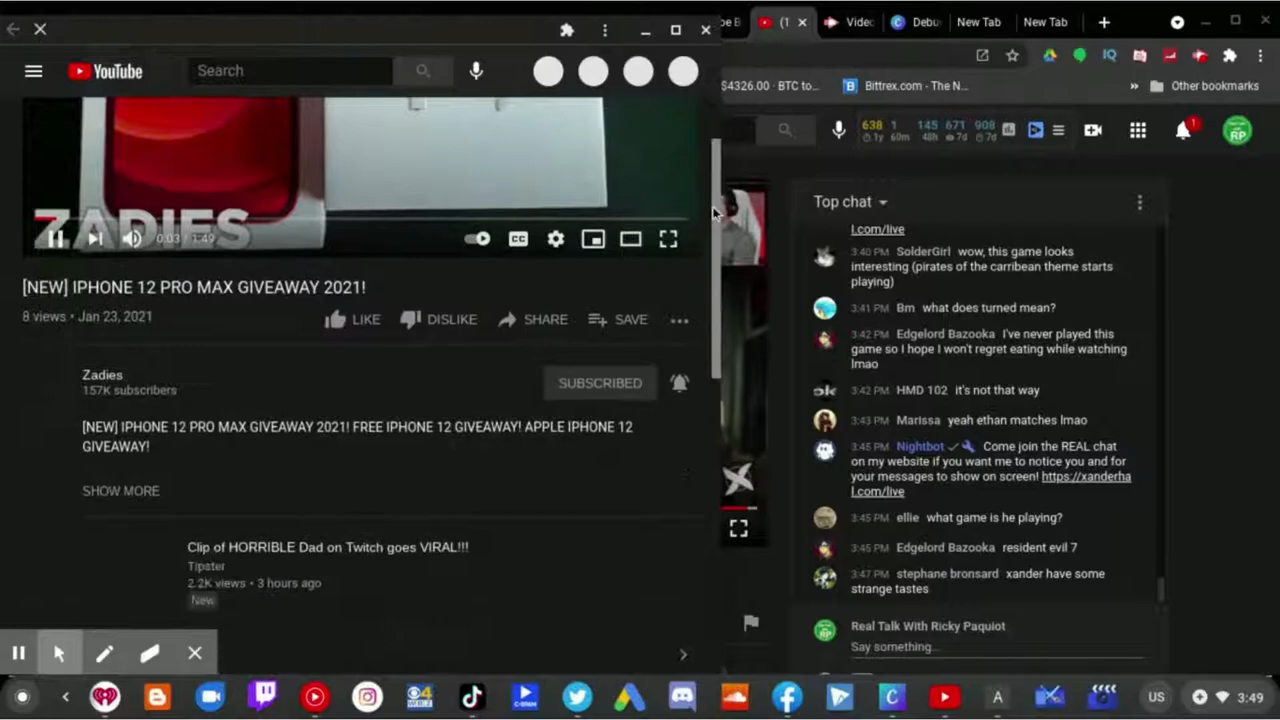 YouTube
Search
ZADIES
0:03 / 1:49
CC
[NEW] IPHONE 12 PRO MAX GIVEAWAY 2021!
8 views • Jan 23, 2021
LIKE
DISLIKE
SHARE
SAVE
Zadies
157K subscribers
SUBSCRIBED
[NEW] IPHONE 12 PRO MAX GIVEAWAY 2021! FREE IPHONE 12 GIVEAWAY! APPLE IPHONE 12
GIVEAWAY!
SHOW MORE
Clip of HORRIBLE Dad on Twitch goes VIRAL!!!
Tipster
2.2K views • 3 hours ago
New
Video
Debu
New Tab
New Tab
IQ
$4326.00 · BTC to...
Bittrex.com - The N...
Other bookmarks
638 1 145 671 908
1y 60m 48h 7d 7d
1
RP
Top chat
l.com/live
3:40 PM SolderGirl wow, this game looks
interesting (pirates of the carribean theme starts
playing)
3:41 PM Bm what does turned mean?
3:42 PM Edgelord Bazooka I've never played this
game so I hope I won't regret eating while watching
lmao
3:42 PM HMD 102 it's not that way
3:43 PM Marissa yeah ethan matches lmao
3:45 PM Nightbot Come join the REAL chat
on my website if you want me to notice you and for
your messages to show on screen! https://xanderha
l.com/live
3:45 PM ellie what game is he playing?
3:45 PM Edgelord Bazooka resident evil 7
3:47 PM stephane bronsard xander have some
strange tastes
Real Talk With Ricky Paquiot
Say something...
US
3:49